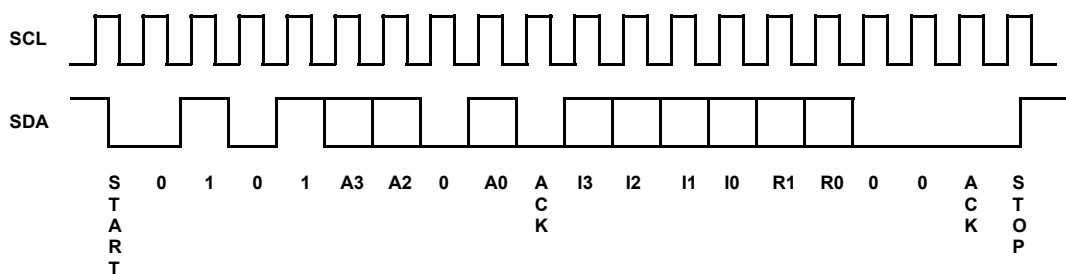 SCL
SDA
START 0 1 0 1 A3 A2 0 A0 ACK I3 I2 I1 I0 R1 R0 0 0 ACK STOP